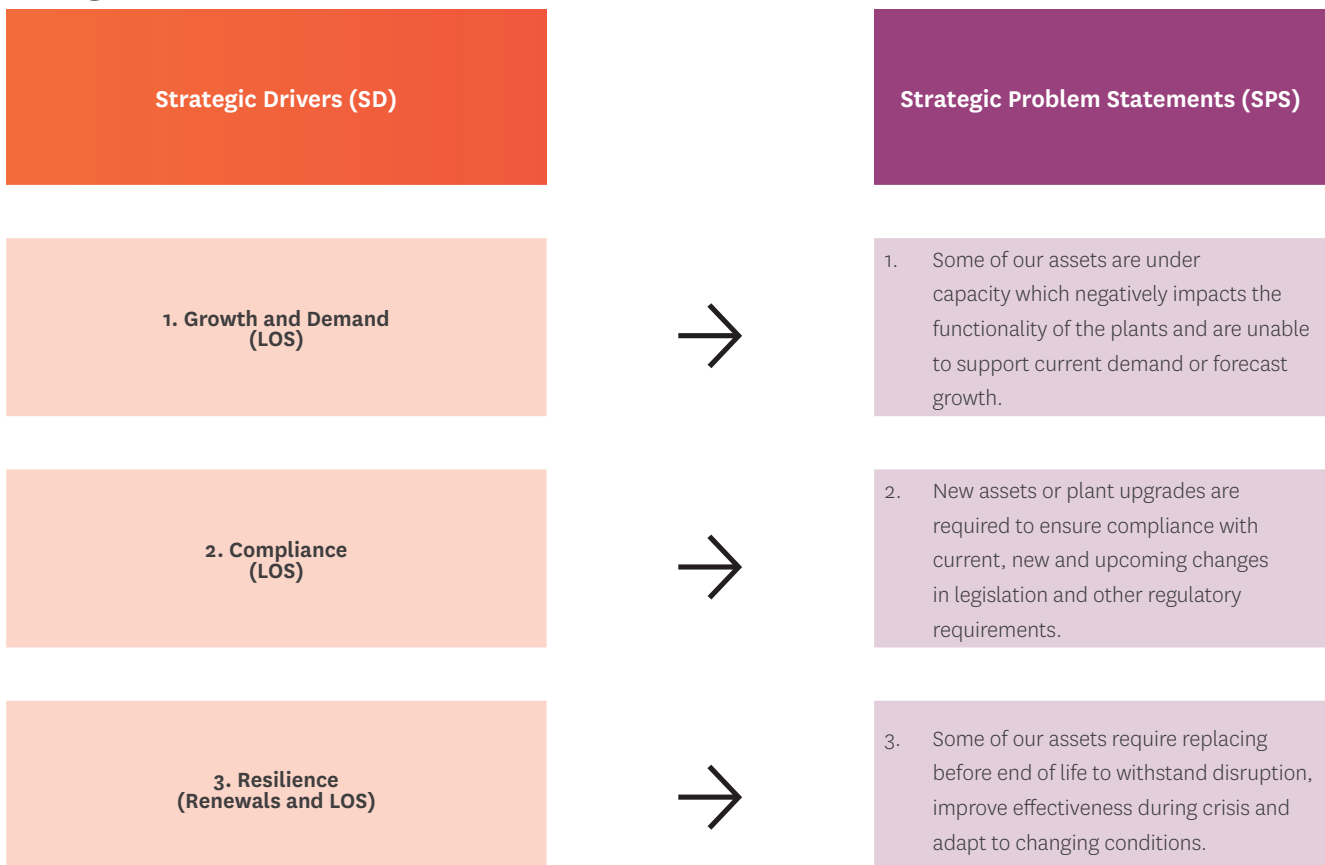 Strategic Drivers (SD)
Strategic Problem Statements (SPS)
1. Growth and Demand
(LOS)
1. Some of our assets are under
capacity which negatively impacts the
functionality of the plants and are unable
to support current demand or forecast
growth.
2. Compliance
(LOS)
2. New assets or plant upgrades are
required to ensure compliance with
current, new and upcoming changes
in legislation and other regulatory
requirements.
3. Resilience
(Renewals and LOS)
3. Some of our assets require replacing
before end of life to withstand disruption,
improve effectiveness during crisis and
adapt to changing conditions.